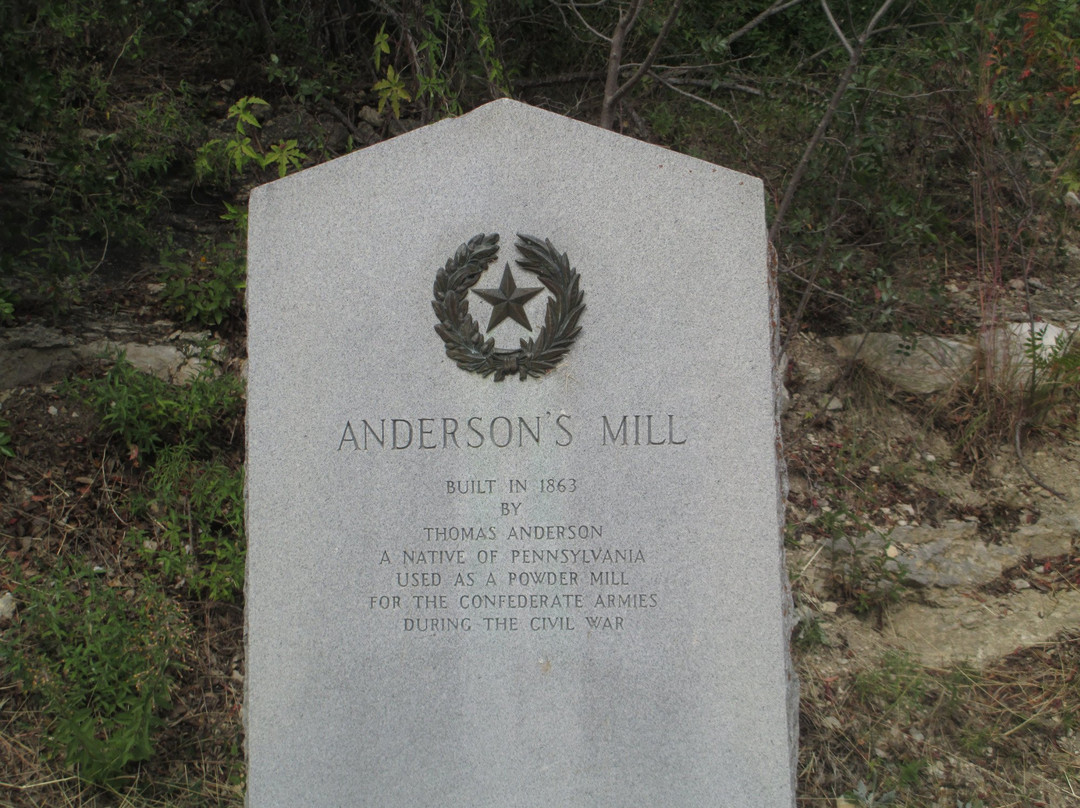 ANDERSON'S MILL
BUILT IN 1863
BY
THOMAS ANDERSON
A NATIVE OF PENNSYLVANIA
USED AS A POWDER MILL
FOR THE CONFEDERATE ARMIES
DURING THE CIVIL WAR